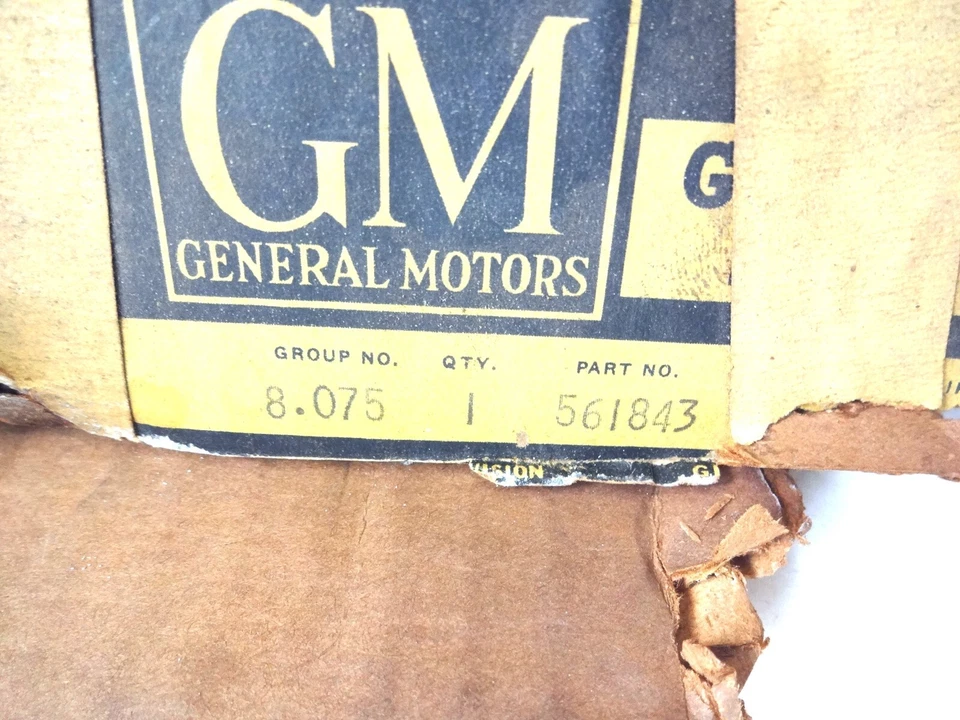 GM
GENERAL MOTORS
G
GROUP NO. QTY. PART NO.
8.075 1 561843
G